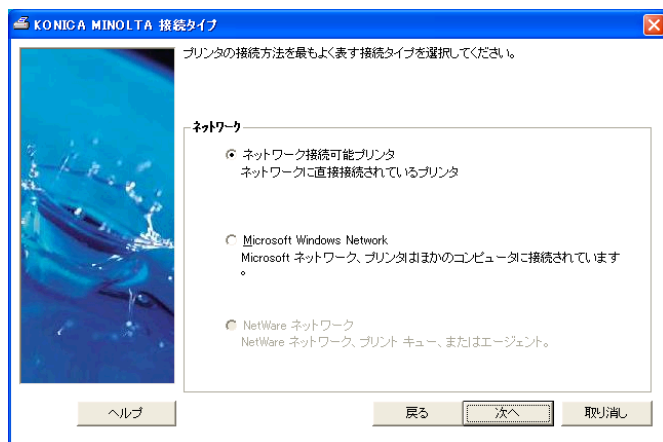 KONICA MINOLTA 接続タイプ
プリンタの接続方法を最もよく表す接続タイプを選択してください。
ネットワーク
ネットワーク接続可能プリンタ
ネットワークに直接接続されているプリンタ
Microsoft Windows Network
Microsoft ネットワーク、プリンタはほかのコンピュータに接続されています
。
NetWare ネットワーク
NetWare ネットワーク、プリント キュー、またはエージェント。
ヘルプ 戻る 次へ 取り消し